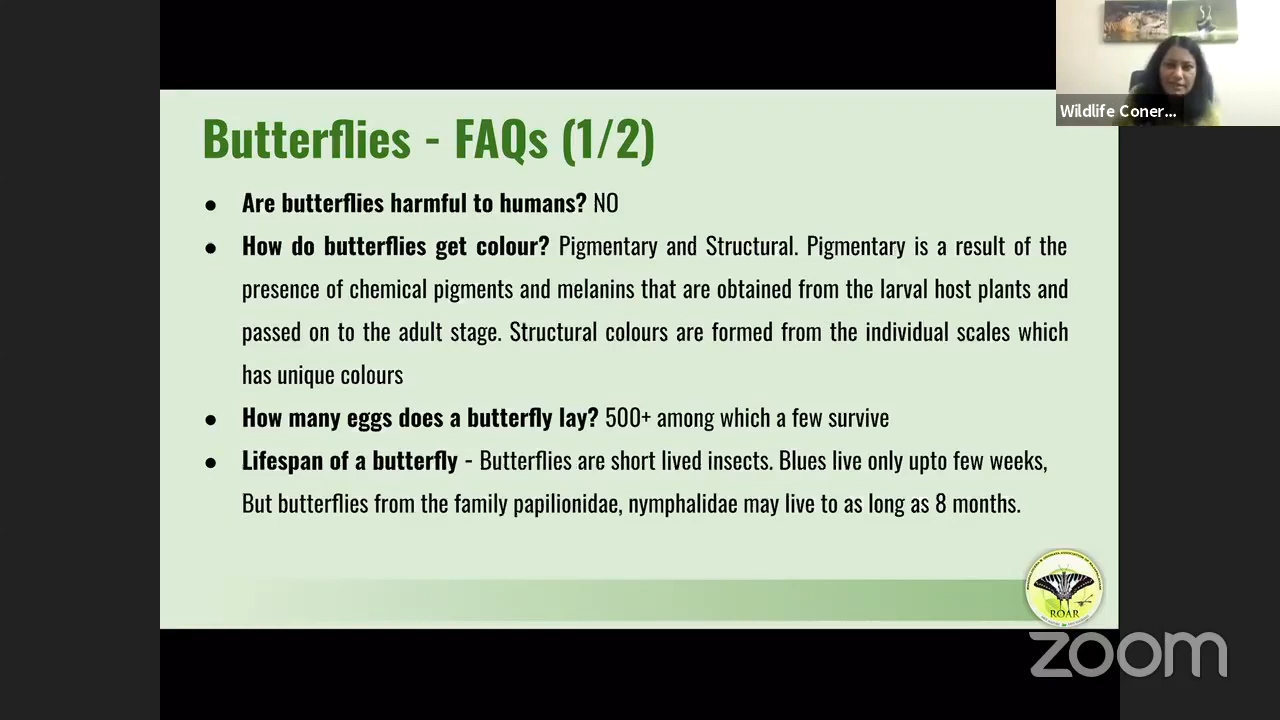 Wildlife Coner...
Butterflies - FAQs (1/2)
● Are butterflies harmful to humans? NO
● How do butterflies get colour? Pigmentary and Structural. Pigmentary is a result of the
presence of chemical pigments and melanins that are obtained from the larval host plants and
passed on to the adult stage. Structural colours are formed from the individual scales which
has unique colours
● How many eggs does a butterfly lay? 500+ among which a few survive
● Lifespan of a butterfly - Butterflies are short lived insects. Blues live only upto few weeks,
But butterflies from the family papilionidae, nymphalidae may live to as long as 8 months.
ROAR
zoom